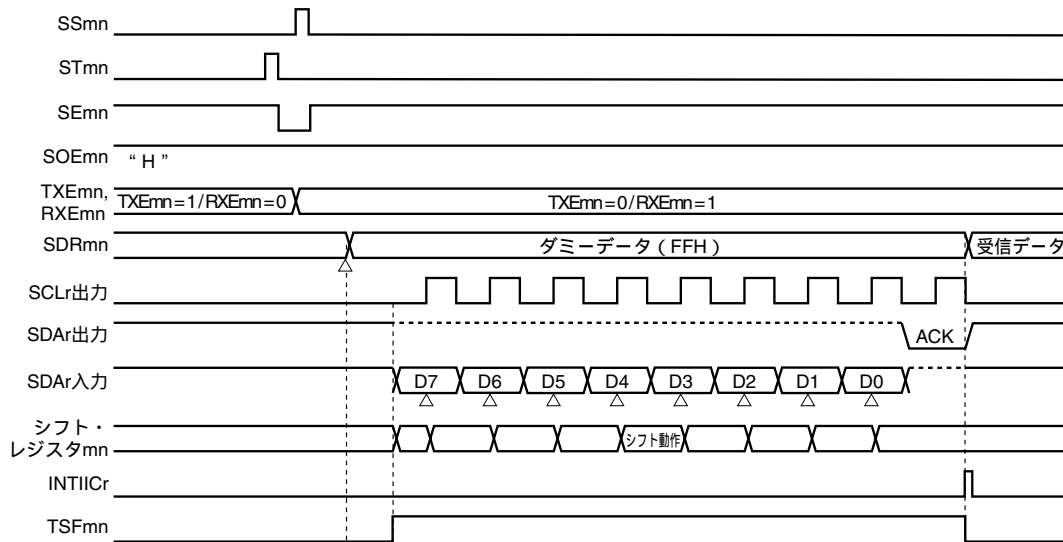 SSmn
STmn
SEmn
SOEmn “ H ”
TXEmn,
RXEmn
TXEmn=1/RXEmn=0 TXEmn=0/RXEmn=1
SDRmn ダミーデータ（FFH） 受信データ
SCLr出力
SDAr出力 ACK
SDAr入力 D7 D6 D5 D4 D3 D2 D1 D0
シフト・
レジスタmn シフト動作
INTIICr
TSFmn